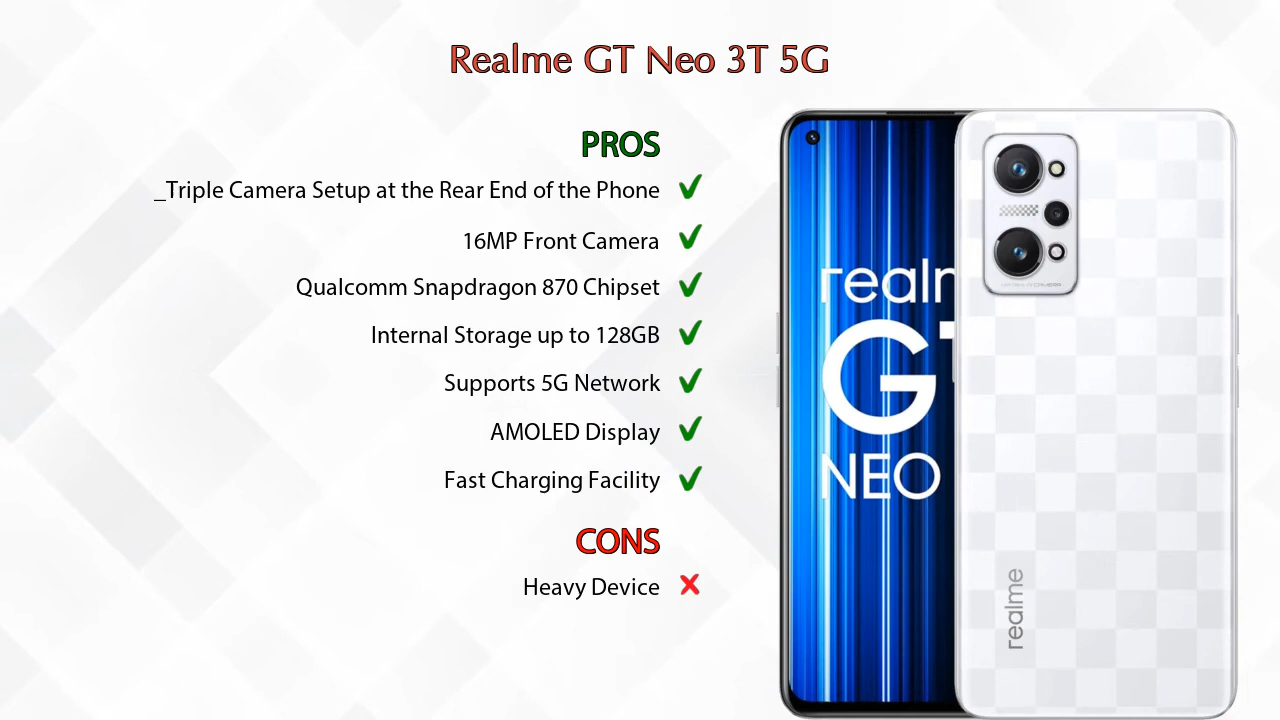 Realme GT Neo 3T 5G
PROS
_Triple Camera Setup at the Rear End of the Phone
16MP Front Camera
Qualcomm Snapdragon 870 Chipset
Internal Storage up to 128GB
Supports 5G Network
AMOLED Display
Fast Charging Facility
CONS
Heavy Device
realm
GT
NEO
realme